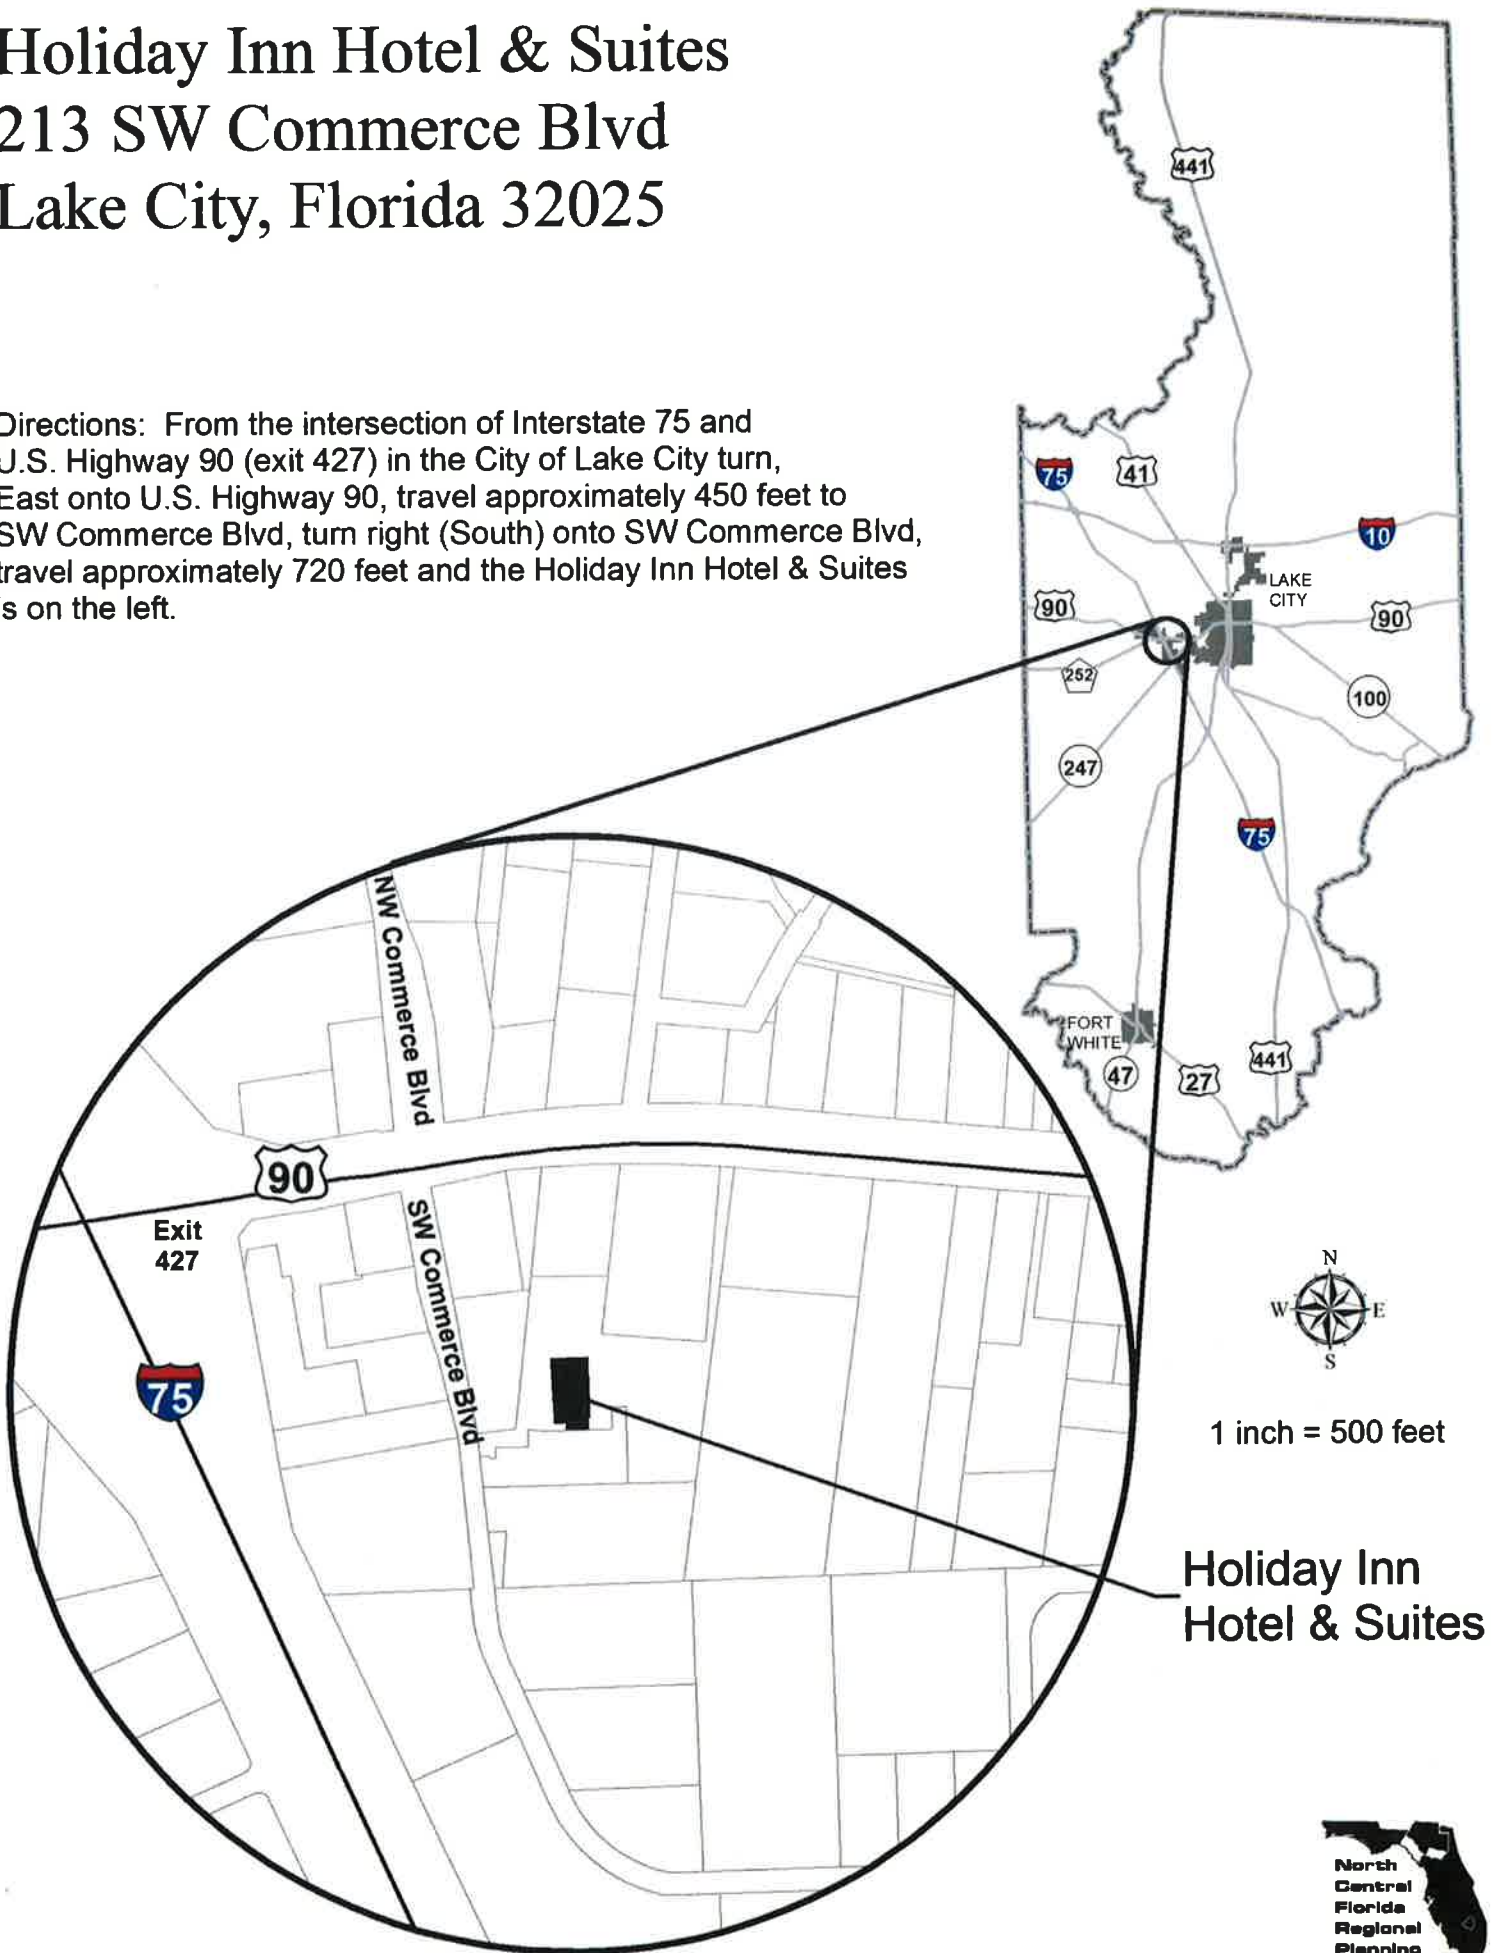 Holiday Inn Hotel & Suites
213 SW Commerce Blvd
Lake City, Florida 32025
Directions: From the intersection of Interstate 75 and
U.S. Highway 90 (exit 427) in the City of Lake City turn,
East onto U.S. Highway 90, travel approximately 450 feet to
SW Commerce Blvd, turn right (South) onto SW Commerce Blvd,
travel approximately 720 feet and the Holiday Inn Hotel & Suites
is on the left.
441
75
41
10
LAKE
CITY
90
90
252
100
247
75
FORT
WHITE
47
27
441
NW Commerce Blvd
90
Exit
427
SW Commerce Blvd
75
N
W
E
S
1 inch = 500 feet
Holiday Inn
Hotel & Suites
North
Central
Florida
Regional
Planning